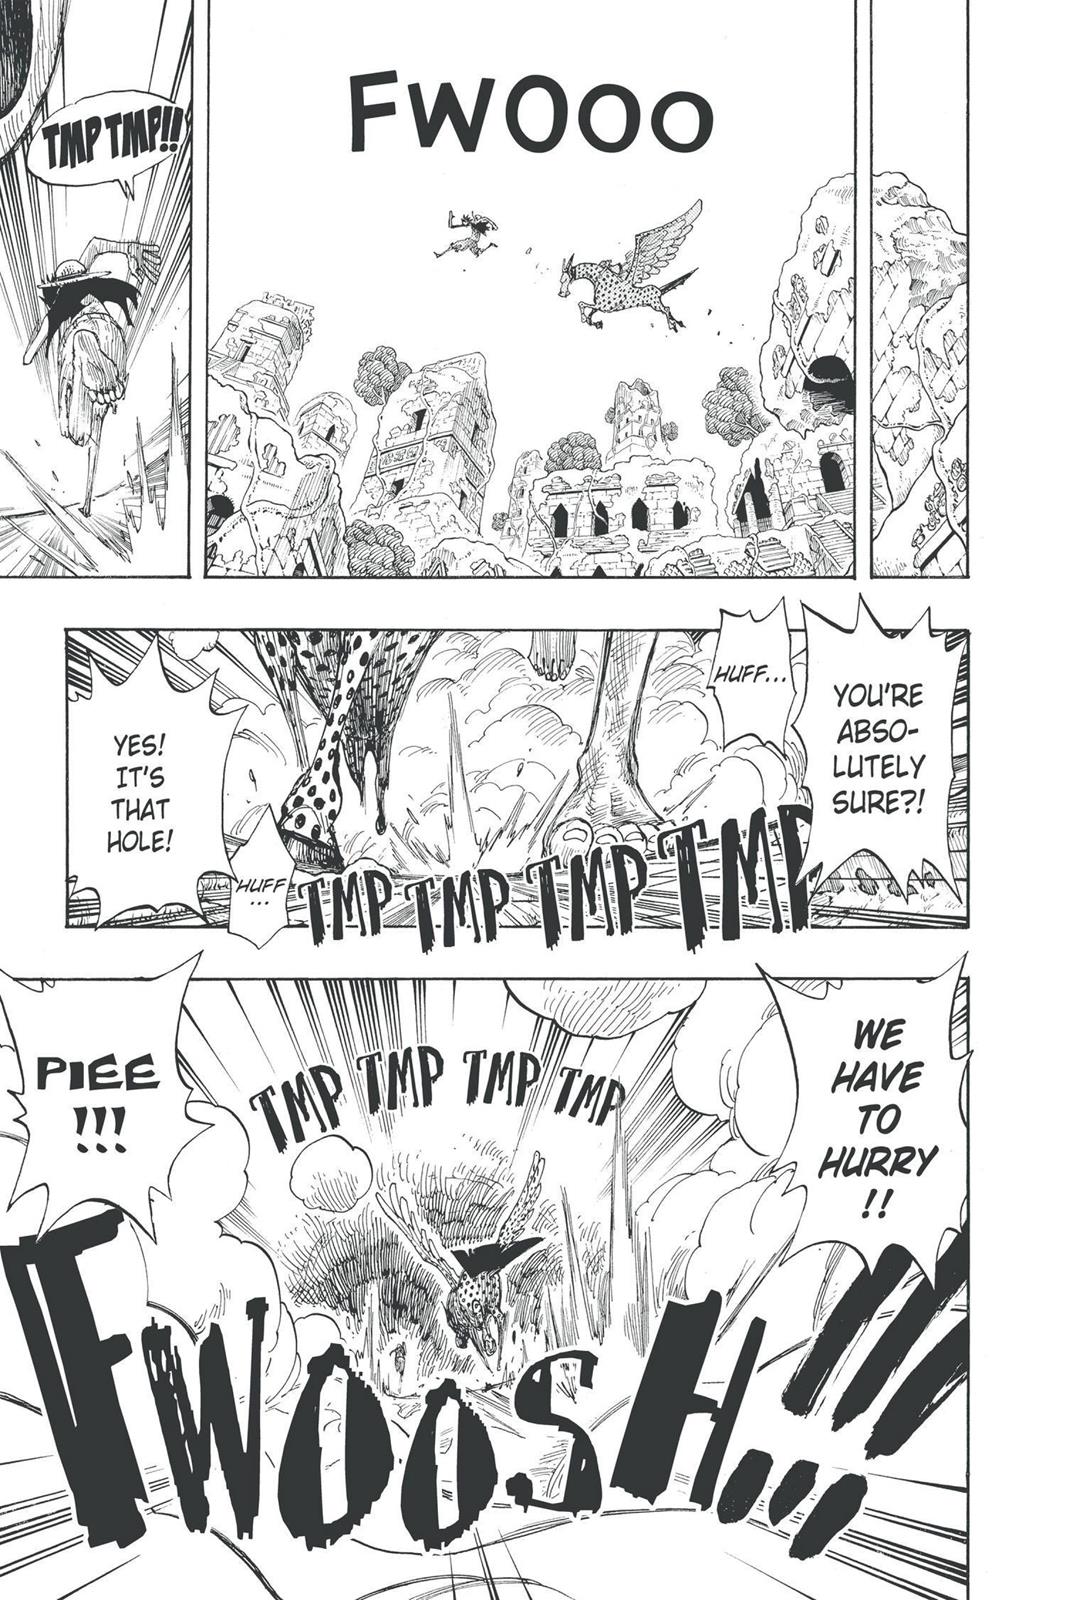 FWOOO
TMP TMP!!
YOU'RE
ABSO-
LUTELY
SURE?!
HUFF...
YES!
IT'S
THAT
HOLE!
HUFF
...
TMP TMP TMP TMP
WE
HAVE
TO
HURRY
!!
TMP TMP TMP TMP
PIEE
!!!
FWOOSH...!!!